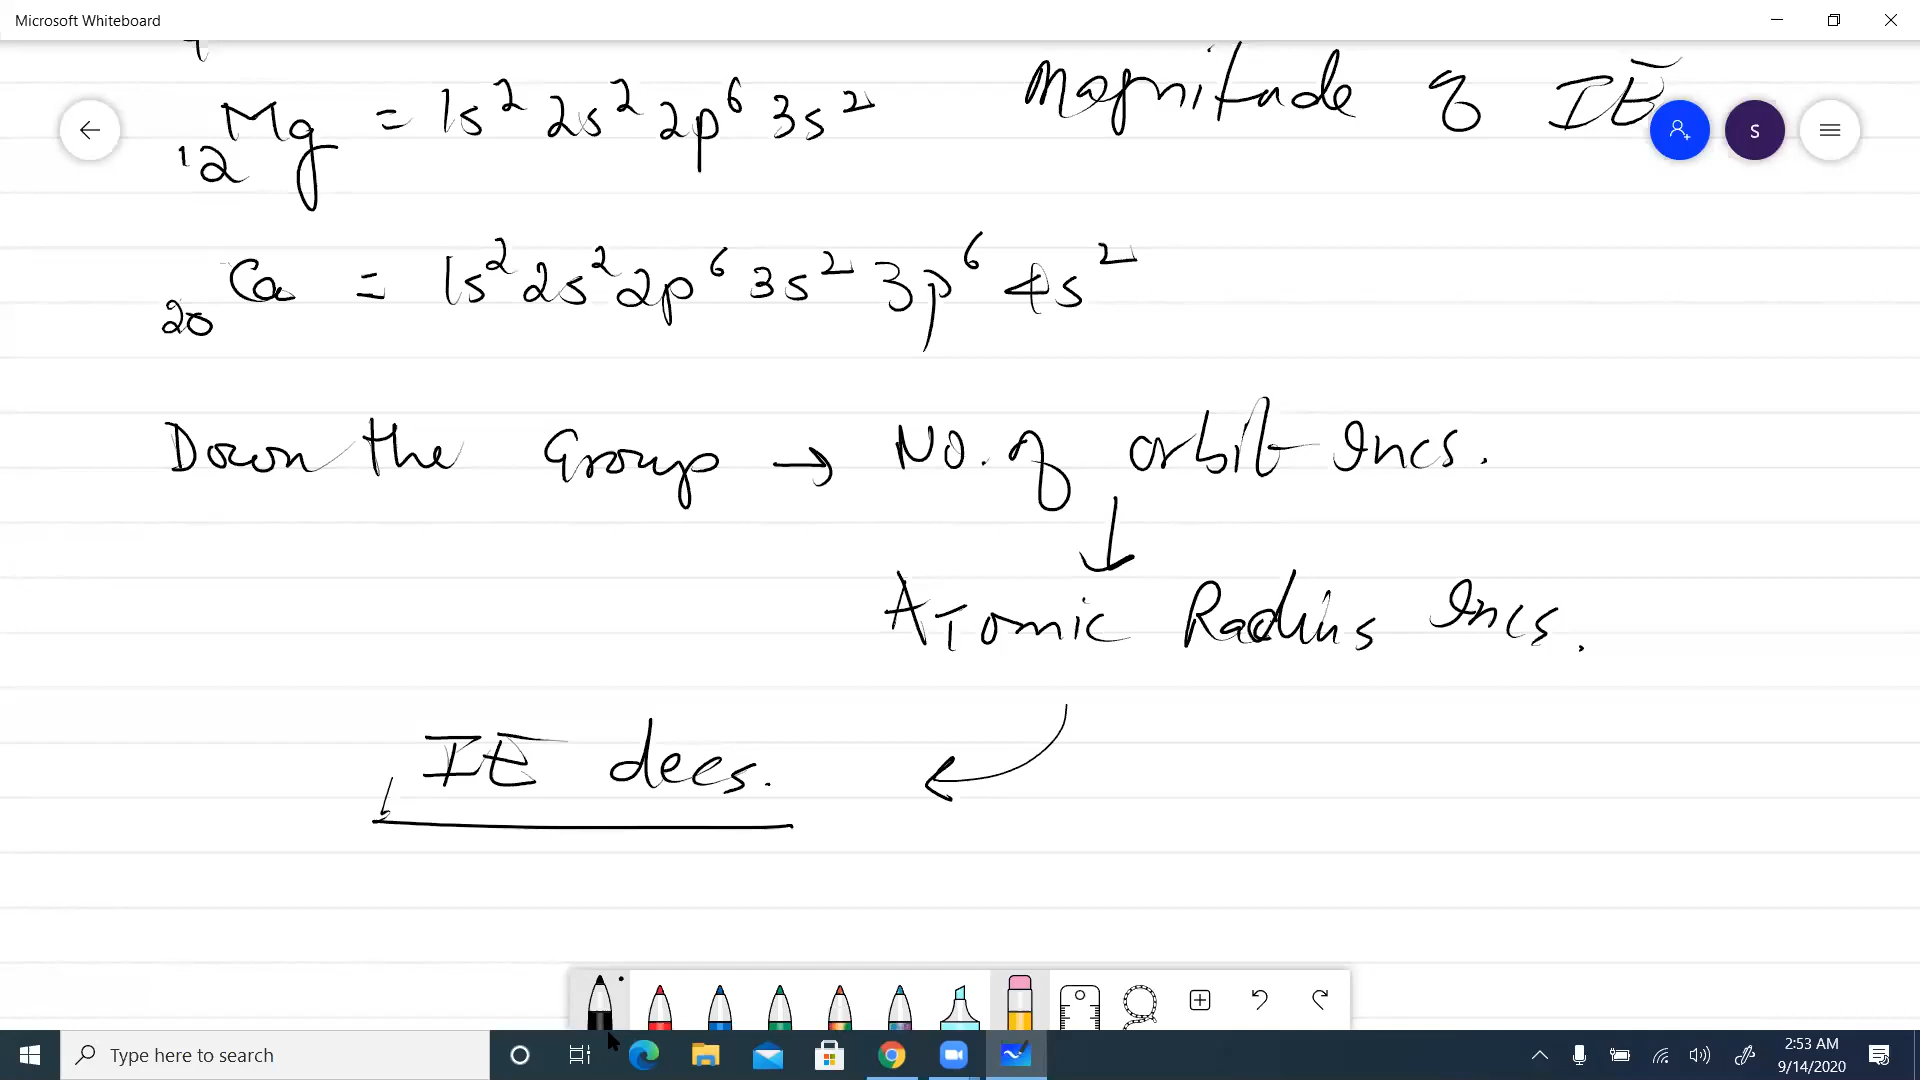 Microsoft Whiteboard
4
12Mg = 1s² 2s² 2p⁶ 3s² Magnitude of IE
S
20Ca = 1s² 2s² 2p⁶ 3s² 3p⁶ 4s²
Down the Group → No. of orbit Incs.
↓
Atomic Radius Incs.
IE decs. ←
Type here to search
2:53 AM
9/14/2020